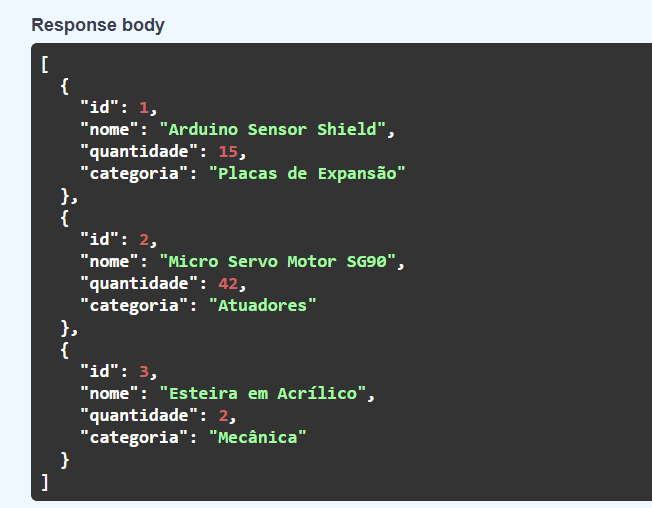 Response body
[
  {
    "id": 1,
    "nome": "Arduino Sensor Shield",
    "quantidade": 15,
    "categoria": "Placas de Expansão"
  },
  {
    "id": 2,
    "nome": "Micro Servo Motor SG90",
    "quantidade": 42,
    "categoria": "Atuadores"
  },
  {
    "id": 3,
    "nome": "Esteira em Acrílico",
    "quantidade": 2,
    "categoria": "Mecânica"
  }
]